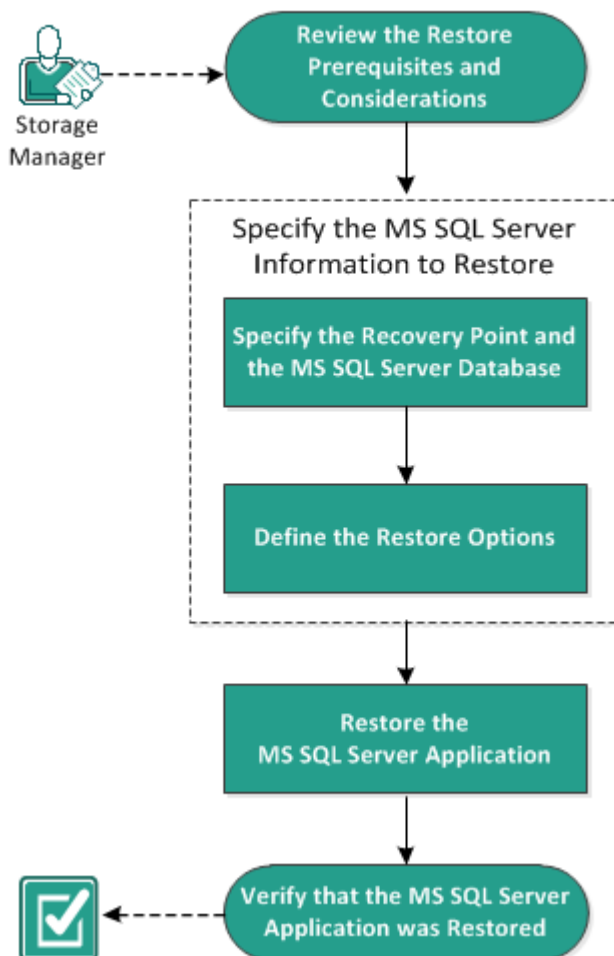 Storage
Manager
Review the Restore
Prerequisites and
Considerations
Specify the MS SQL Server
Information to Restore
Specify the Recovery Point and
the MS SQL Server Database
Define the Restore Options
Restore the
MS SQL Server Application
Verify that the MS SQL Server
Application was Restored